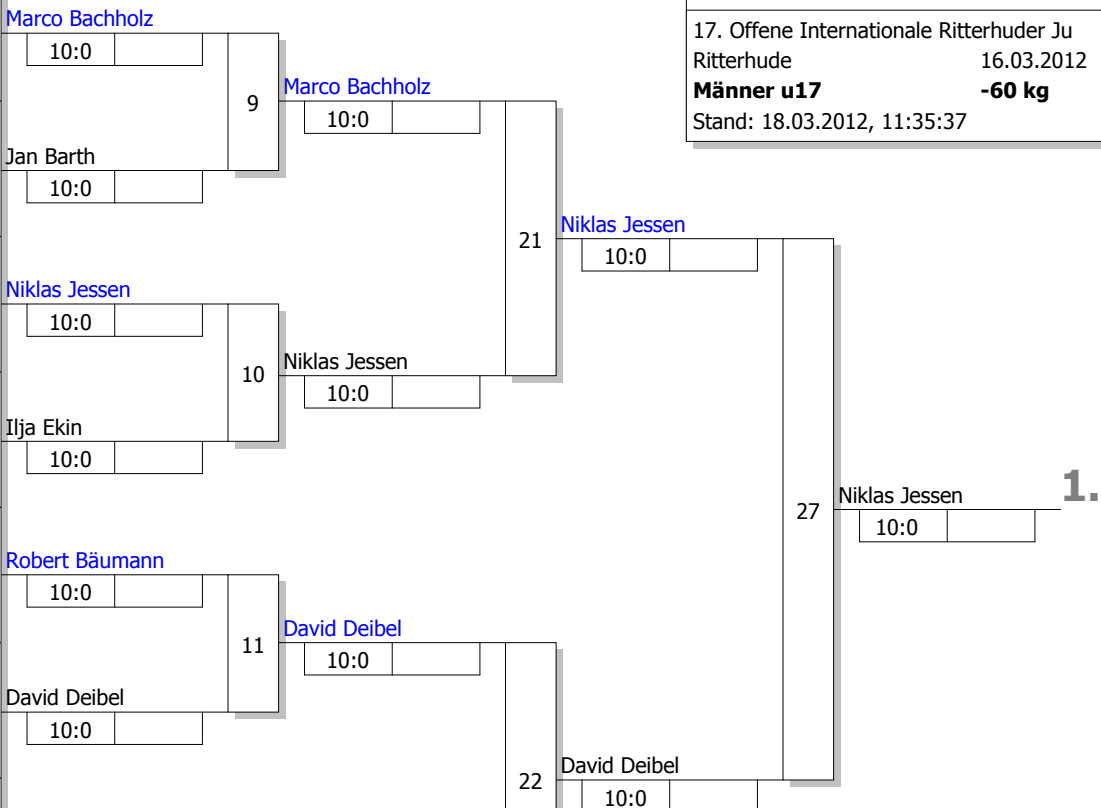 17. Offene Internationale Ritterhuder Ju
Ritterhude 16.03.2012
Männer u17 -60 kg
Stand: 18.03.2012, 11:35:37
Marco Bachholz
10:0
9
Marco Bachholz
10:0
Jan Barth
10:0
21
Niklas Jessen
10:0
Niklas Jessen
10:0
10
Niklas Jessen
10:0
Ilja Ekin
10:0
27
Niklas Jessen
1.
10:0
Robert Bäumann
10:0
11
David Deibel
10:0
David Deibel
10:0
22
David Deibel
10:0